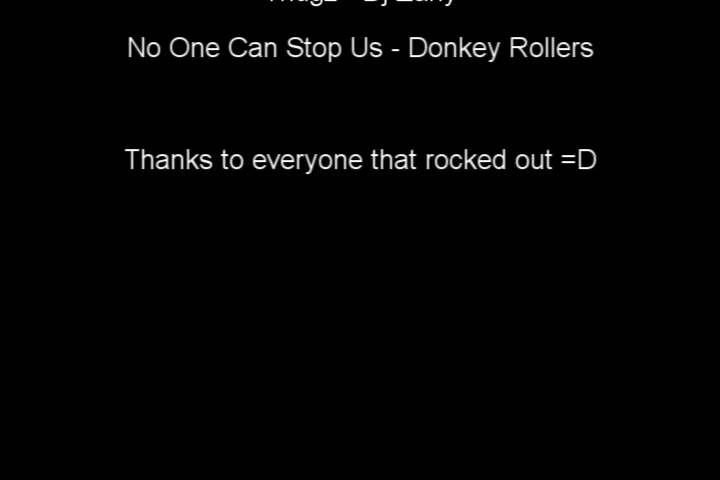 No One Can Stop Us - Donkey Rollers
Thanks to everyone that rocked out =D